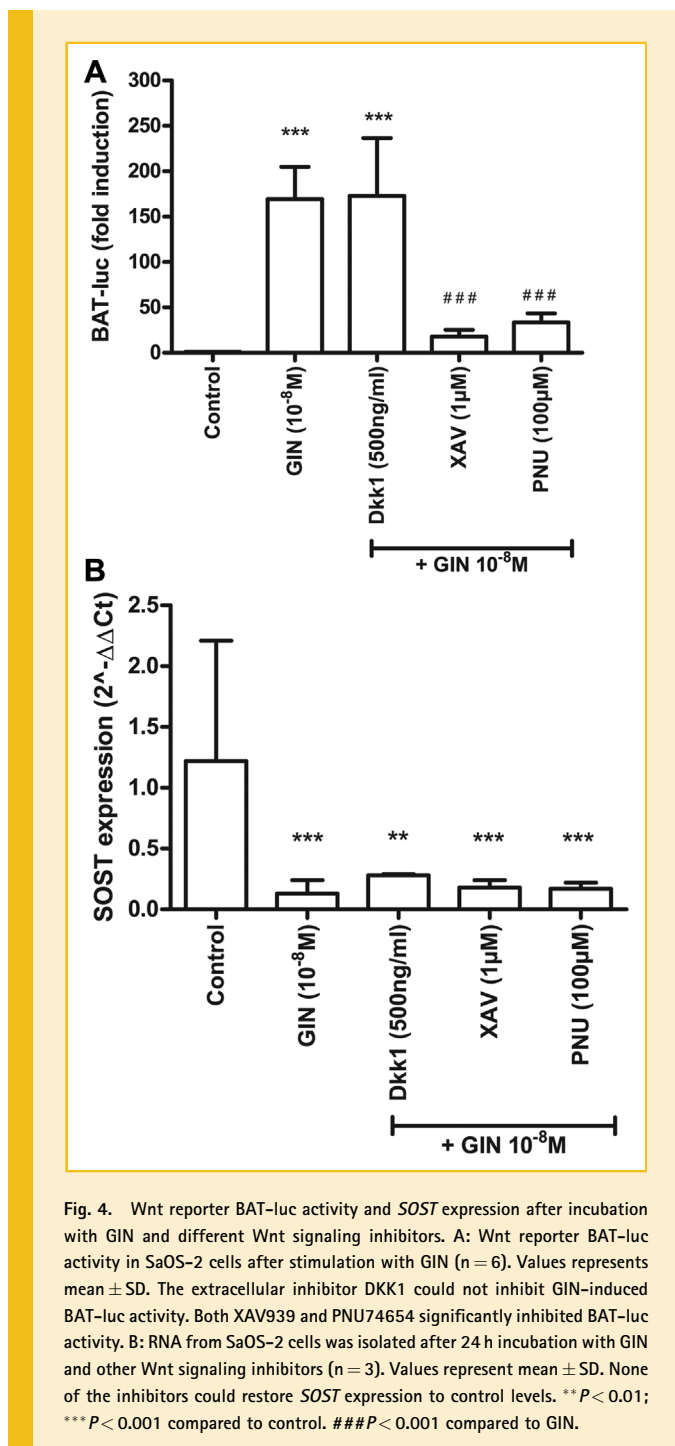 A
BAT-luc (fold induction)
300
250
200
150
100
50
0
***
***
###
###
Control
GIN (10⁻⁸M)
Dkk1 (500ng/ml)
XAV (1µM)
PNU (100µM)
+ GIN 10⁻⁸M
B
SOST expression (2^-ΔΔCt)
2.5
2.0
1.5
1.0
0.5
0.0
***
**
***
***
Control
GIN (10⁻⁸M)
Dkk1 (500ng/ml)
XAV (1µM)
PNU (100µM)
+ GIN 10⁻⁸M
Fig. 4. Wnt reporter BAT-luc activity and SOST expression after incubation
with GIN and different Wnt signaling inhibitors. A: Wnt reporter BAT-luc
activity in SaOS-2 cells after stimulation with GIN (n = 6). Values represents
mean ± SD. The extracellular inhibitor DKK1 could not inhibit GIN-induced
BAT-luc activity. Both XAV939 and PNU74654 significantly inhibited BAT-luc
activity. B: RNA from SaOS-2 cells was isolated after 24 h incubation with GIN
and other Wnt signaling inhibitors (n = 3). Values represent mean ± SD. None
of the inhibitors could restore SOST expression to control levels. **P < 0.01;
***P < 0.001 compared to control. ###P < 0.001 compared to GIN.